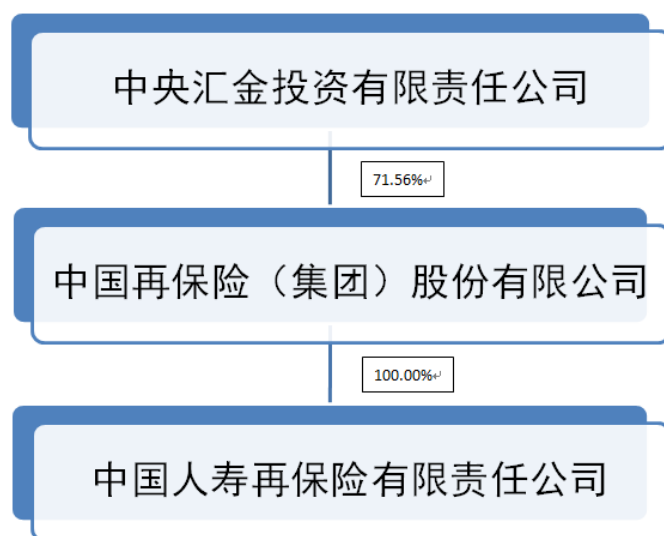 中央汇金投资有限责任公司
71.56%↵
中国再保险（集团）股份有限公司
100.00%↵
中国人寿再保险有限责任公司